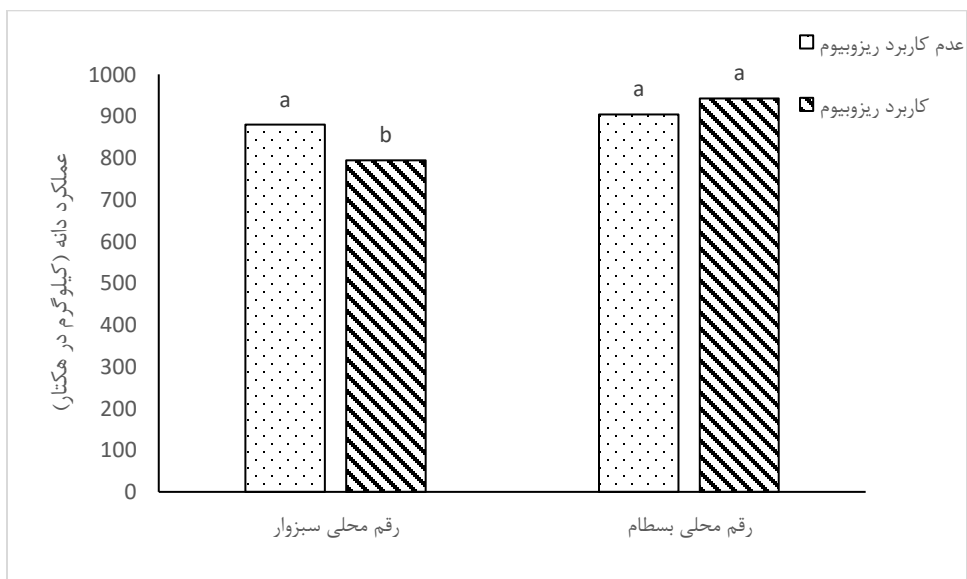 عدم کاربرد ریزوبیوم
کاربرد ریزوبیوم
عملکرد دانه (کیلوگرم در هکتار)
1000
900
800
700
600
500
400
300
200
100
0
a
b
a
a
رقم محلی سبزوار
رقم محلی بسطام